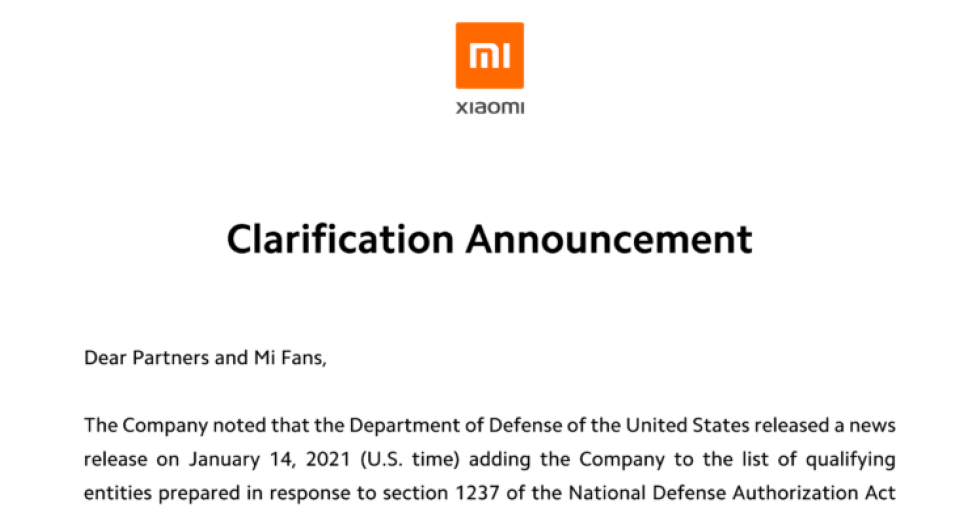 mi
xiaomi
Clarification Announcement
Dear Partners and Mi Fans,
The Company noted that the Department of Defense of the United States released a news
release on January 14, 2021 (U.S. time) adding the Company to the list of qualifying
entities prepared in response to section 1237 of the National Defense Authorization Act